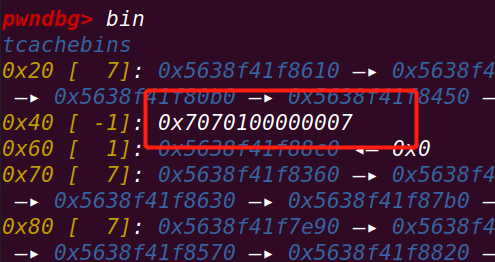 pwndbg> bin
tcachebins
0x20 [  7]: 0x5638f41f8610 —▸ 0x5638f4
 —▸ 0x5638f41f80b0 —▸ 0x5638f41f8450 —
0x40 [ -1]: 0x7070100000007
0x60 [  1]: 0x5638f41f88c0 ◂— 0x0
0x70 [  7]: 0x5638f41f8360 —▸ 0x5638f4
 —▸ 0x5638f41f8630 —▸ 0x5638f41f87b0 —
0x80 [  7]: 0x5638f41f7e90 —▸ 0x5638f4
 —▸ 0x5638f41f8570 —▸ 0x5638f41f8820 —